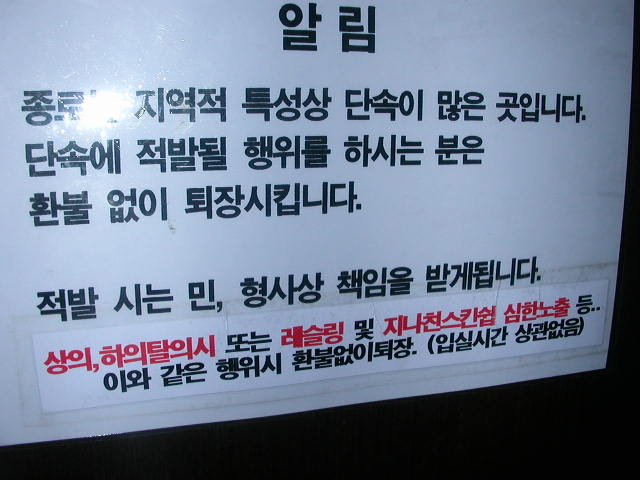 알림
종로는 지역적 특성상 단속이 많은 곳입니다.
단속에 적발될 행위를 하시는 분은
환불 없이 퇴장시킵니다.
적발 시는 민, 형사상 책임을 받게됩니다.
상의,하의탈의시 또는 레슬링 및 지나천스칸쉽 심한노출 등..
이와 같은 행위시 환불없이퇴장. (입실시간 상관없음)